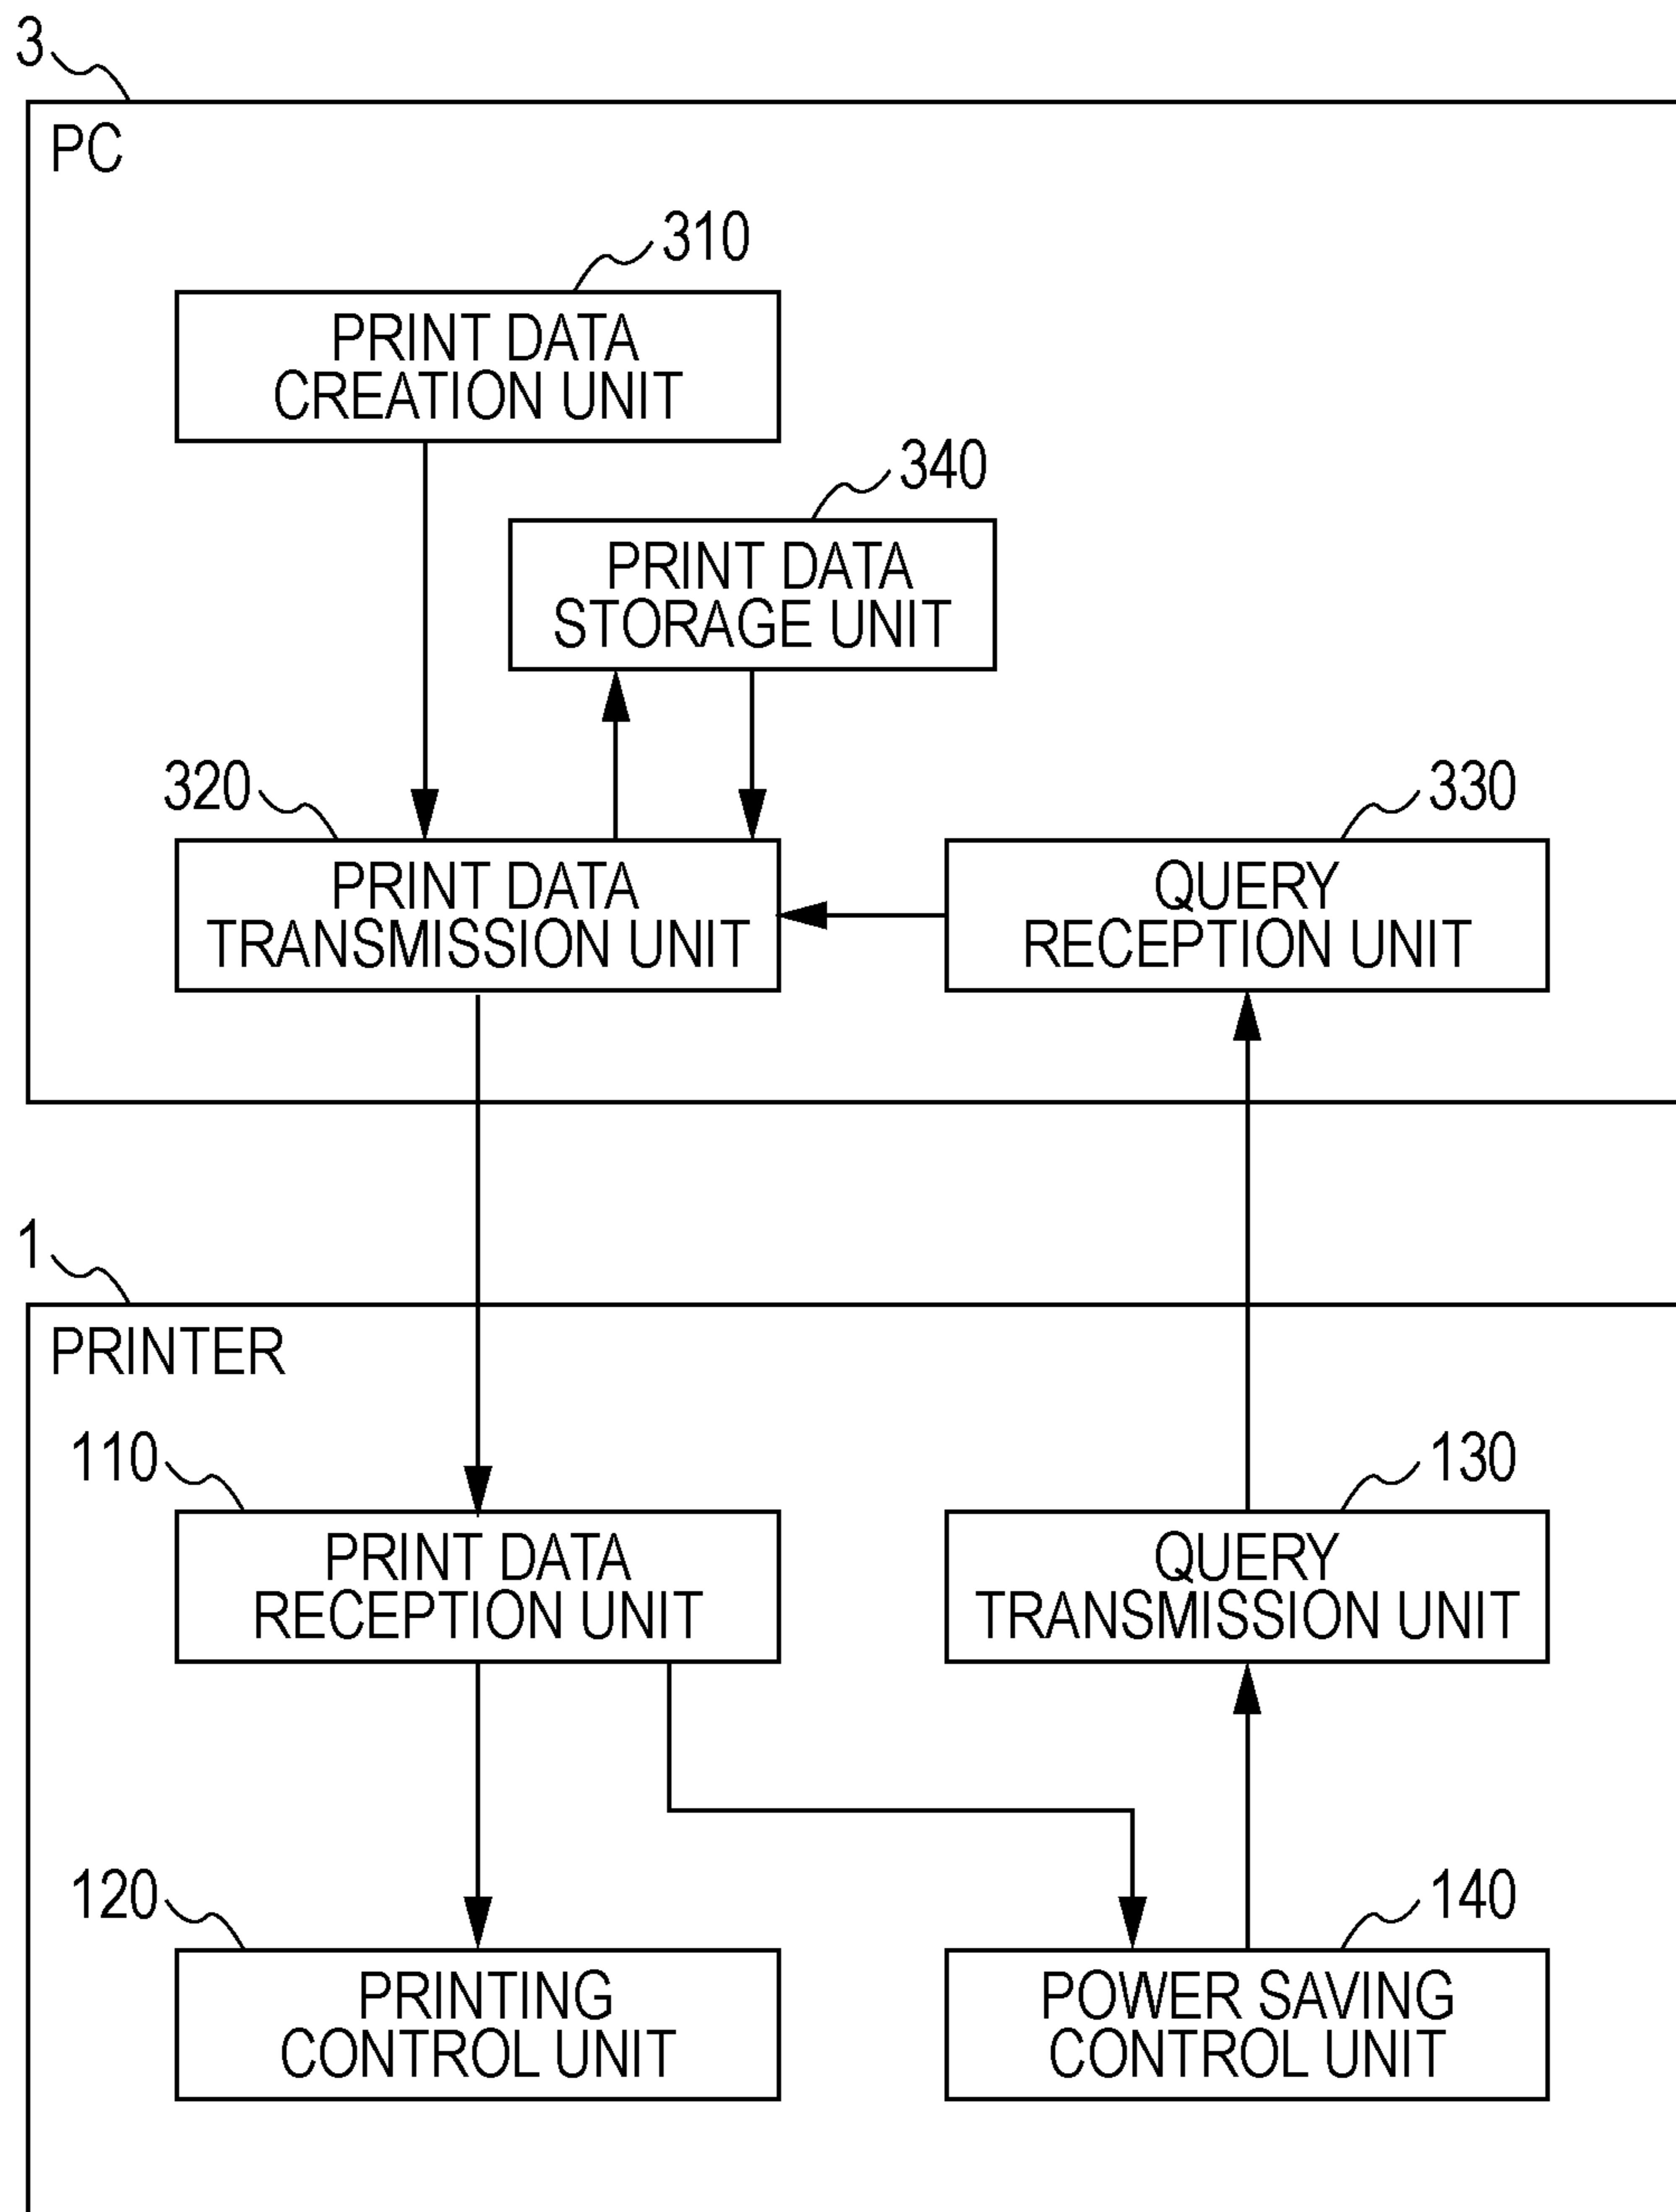 3
PC
310
PRINT DATA
CREATION UNIT
340
PRINT DATA
STORAGE UNIT
320
PRINT DATA
TRANSMISSION UNIT
330
QUERY
RECEPTION UNIT
1
PRINTER
110
PRINT DATA
RECEPTION UNIT
130
QUERY
TRANSMISSION UNIT
120
PRINTING
CONTROL UNIT
140
POWER SAVING
CONTROL UNIT